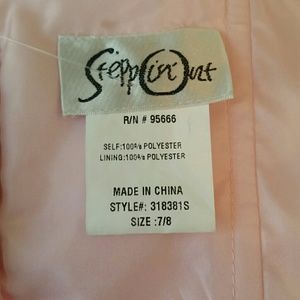 Steppin' Out
R/N # 95666
SELF:100% POLYESTER
LINING:100% POLYESTER
MADE IN CHINA
STYLE#: 318381S
SIZE :7/8